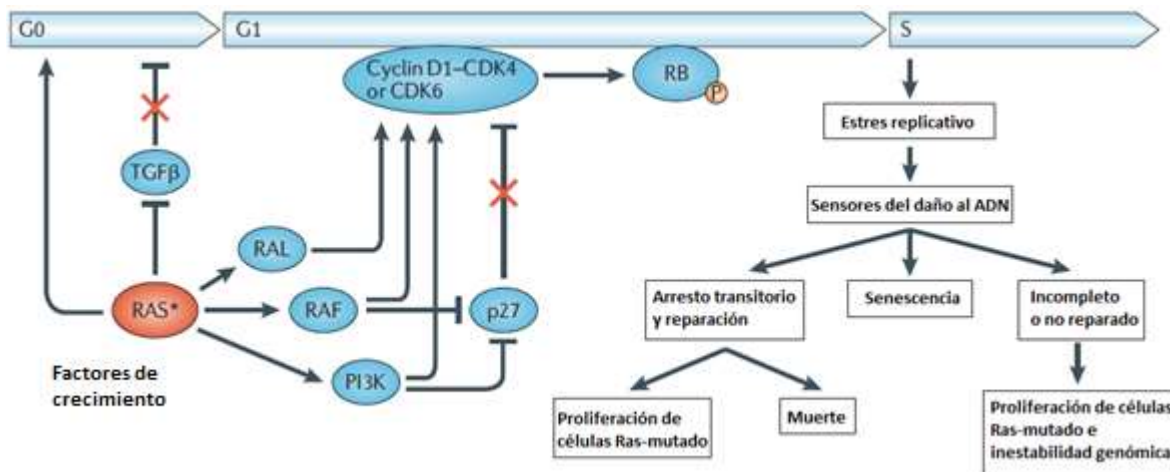 G0
G1
S
Cyclin D1–CDK4
or CDK6
RB
P
TGFβ
RAL
RAS*
RAF
p27
PI3K
Factores de
crecimiento
Estres replicativo
Sensores del daño al ADN
Arresto transitorio
y reparación
Senescencia
Incompleto
o no reparado
Proliferación de
células Ras-mutado
Muerte
Proliferación de células
Ras-mutado e
inestabilidad genómica